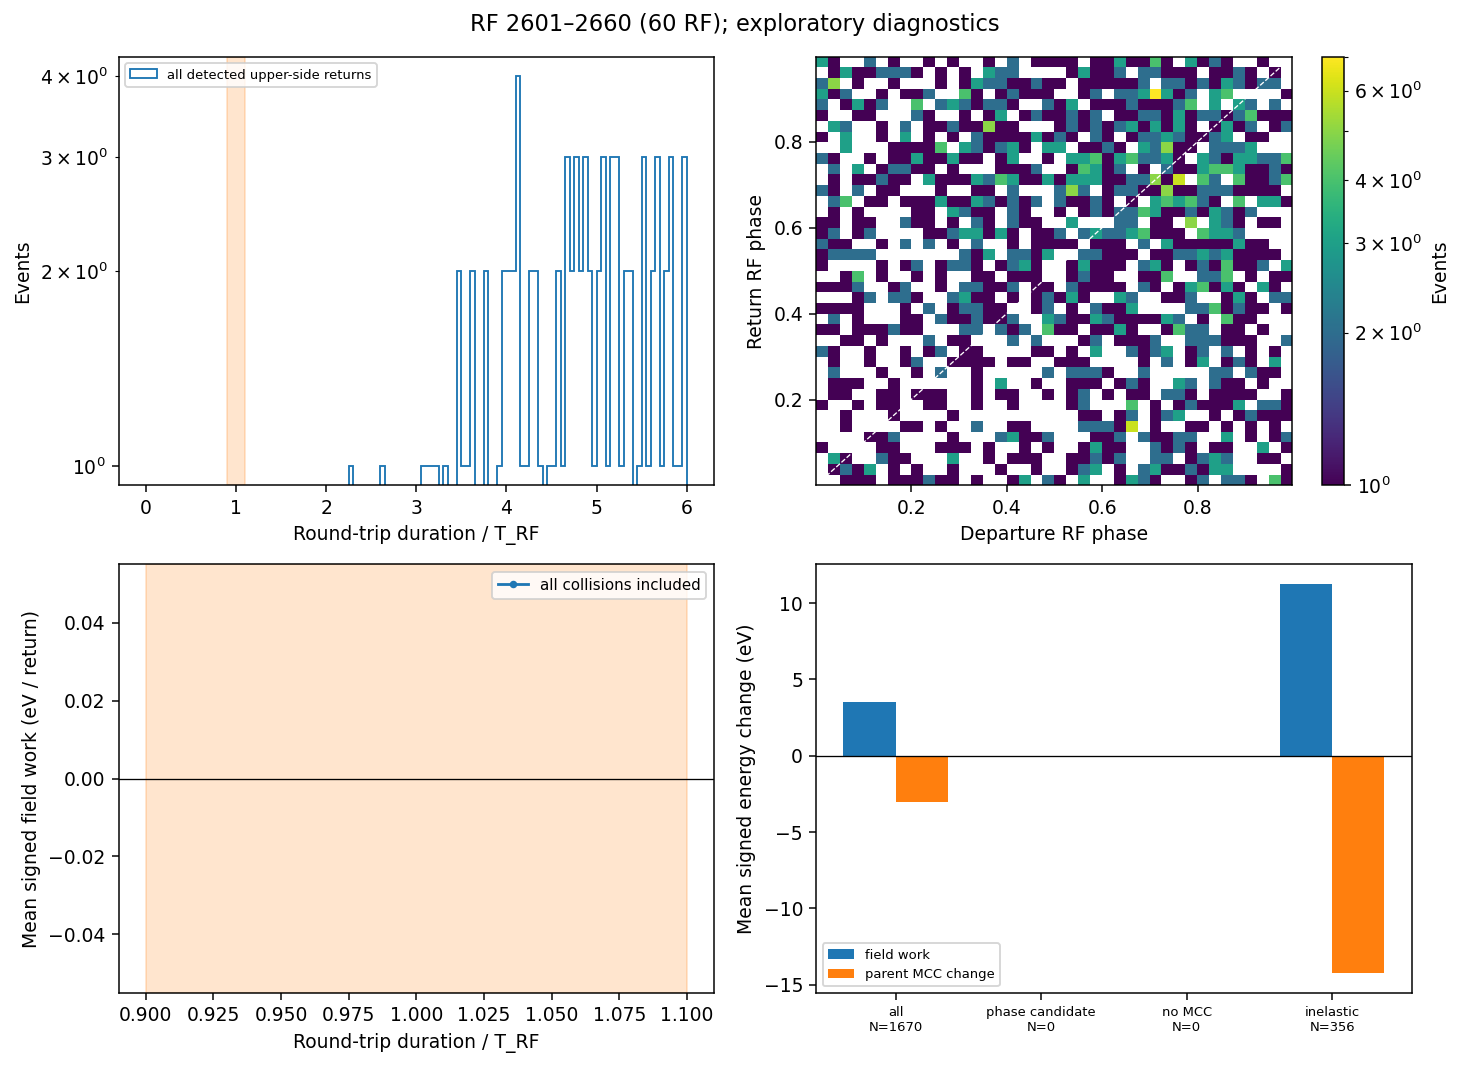 RF 2601–2660 (60 RF); exploratory diagnostics
all detected upper-side returns
4 × 10⁰
3 × 10⁰
2 × 10⁰
10⁰
Events
0 1 2 3 4 5 6
Round-trip duration / T_RF
Return RF phase
0.8
0.6
0.4
0.2
0.2 0.4 0.6 0.8
Departure RF phase
6 × 10⁰
4 × 10⁰
3 × 10⁰
2 × 10⁰
10⁰
Events
all collisions included
Mean signed field work (eV / return)
0.04
0.02
0.00
−0.02
−0.04
0.900 0.925 0.950 0.975 1.000 1.025 1.050 1.075 1.100
Round-trip duration / T_RF
Mean signed energy change (eV)
10
5
0
−5
−10
−15
field work
parent MCC change
all
N=1670
phase candidate
N=0
no MCC
N=0
inelastic
N=356